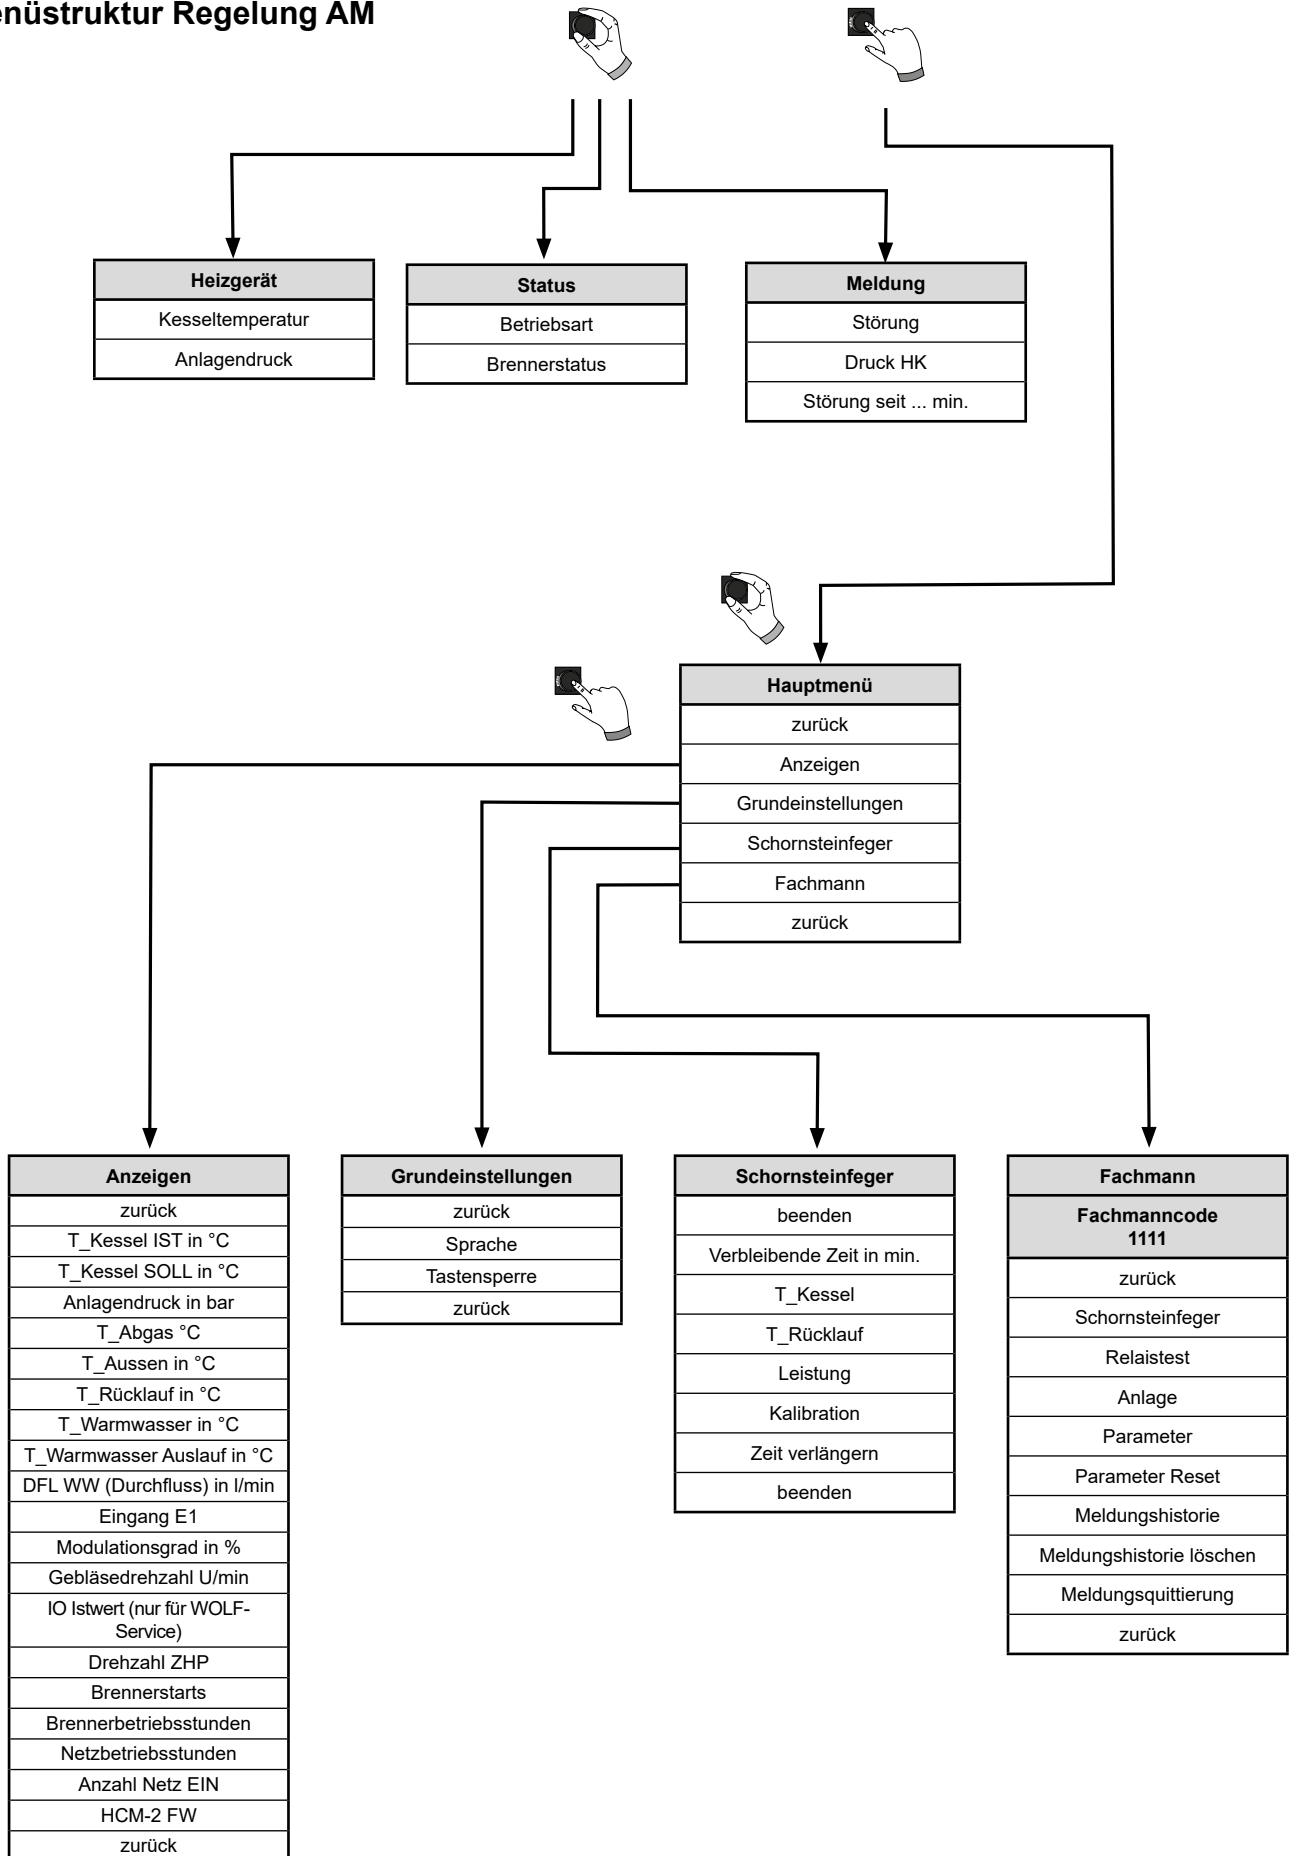 enüstruktur Regelung AM
Heizgerät
Kesseltemperatur
Anlagendruck
Status
Betriebsart
Brennerstatus
Meldung
Störung
Druck HK
Störung seit ... min.
Hauptmenü
zurück
Anzeigen
Grundeinstellungen
Schornsteinfeger
Fachmann
zurück
Anzeigen
zurück
T_Kessel IST in °C
T_Kessel SOLL in °C
Anlagendruck in bar
T_Abgas °C
T_Aussen in °C
T_Rücklauf in °C
T_Warmwasser in °C
T_Warmwasser Auslauf in °C
DFL WW (Durchfluss) in l/min
Eingang E1
Modulationsgrad in %
Gebläsedrehzahl U/min
IO Istwert (nur für WOLF-
Service)
Drehzahl ZHP
Brennerstarts
Brennerbetriebsstunden
Netzbetriebsstunden
Anzahl Netz EIN
HCM-2 FW
zurück
Grundeinstellungen
zurück
Sprache
Tastensperre
zurück
Schornsteinfeger
beenden
Verbleibende Zeit in min.
T_Kessel
T_Rücklauf
Leistung
Kalibration
Zeit verlängern
beenden
Fachmann
Fachmanncode
1111
zurück
Schornsteinfeger
Relaistest
Anlage
Parameter
Parameter Reset
Meldungshistorie
Meldungshistorie löschen
Meldungsquittierung
zurück